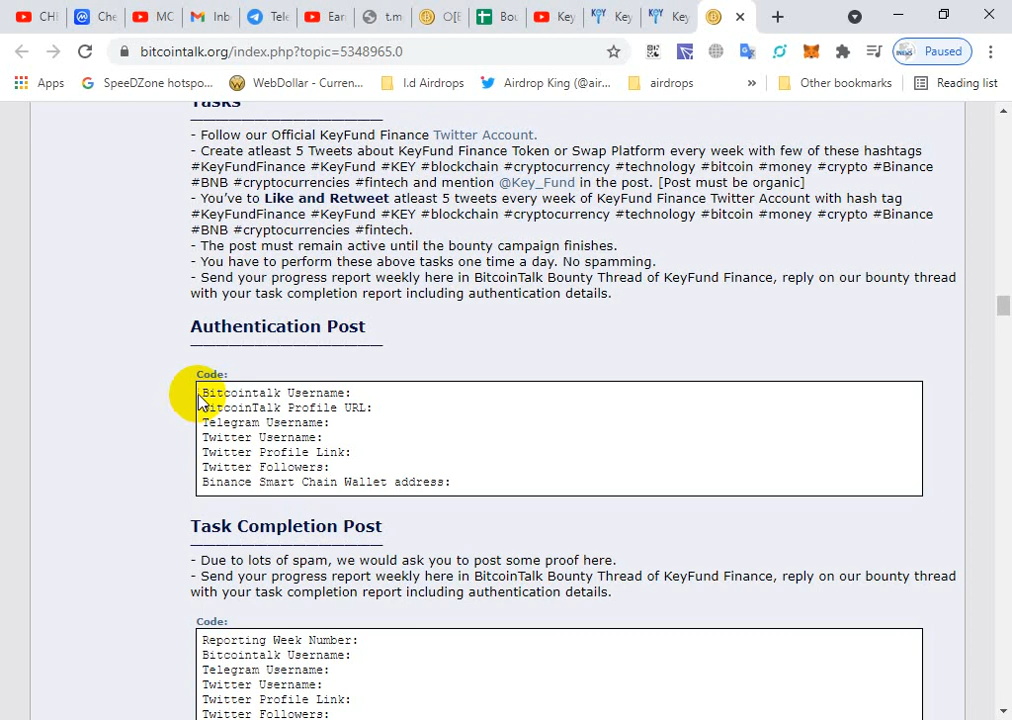 CH
Che
MC
Inb
Tele
Ear
t.m
O[B
Bou
Key
Key
Key
bitcointalk.org/index.php?topic=5348965.0
Paused
Apps
SpeeDZone hotspo...
WebDollar - Curren...
I.d Airdrops
Airdrop King (@air...
airdrops
»
Other bookmarks
Reading list
Tasks
- Follow our Official KeyFund Finance Twitter Account.
- Create atleast 5 Tweets about KeyFund Finance Token or Swap Platform every week with few of these hashtags
#KeyFundFinance #KeyFund #KEY #blockchain #cryptocurrency #technology #bitcoin #money #crypto #Binance
#BNB #cryptocurrencies #fintech and mention @Key_Fund in the post. [Post must be organic]
- You've to Like and Retweet atleast 5 tweets every week of KeyFund Finance Twitter Account with hash tag
#KeyFundFinance #KeyFund #KEY #blockchain #cryptocurrency #technology #bitcoin #money #crypto #Binance
#BNB #cryptocurrencies #fintech.
- The post must remain active until the bounty campaign finishes.
- You have to perform these above tasks one time a day. No spamming.
- Send your progress report weekly here in BitcoinTalk Bounty Thread of KeyFund Finance, reply on our bounty thread
with your task completion report including authentication details.
Authentication Post
Code:
Bitcointalk Username:
BitcoinTalk Profile URL:
Telegram Username:
Twitter Username:
Twitter Profile Link:
Twitter Followers:
Binance Smart Chain Wallet address:
Task Completion Post
- Due to lots of spam, we would ask you to post some proof here.
- Send your progress report weekly here in BitcoinTalk Bounty Thread of KeyFund Finance, reply on our bounty thread
with your task completion report including authentication details.
Code:
Reporting Week Number:
Bitcointalk Username:
Telegram Username:
Twitter Username:
Twitter Profile Link:
Twitter Followers: